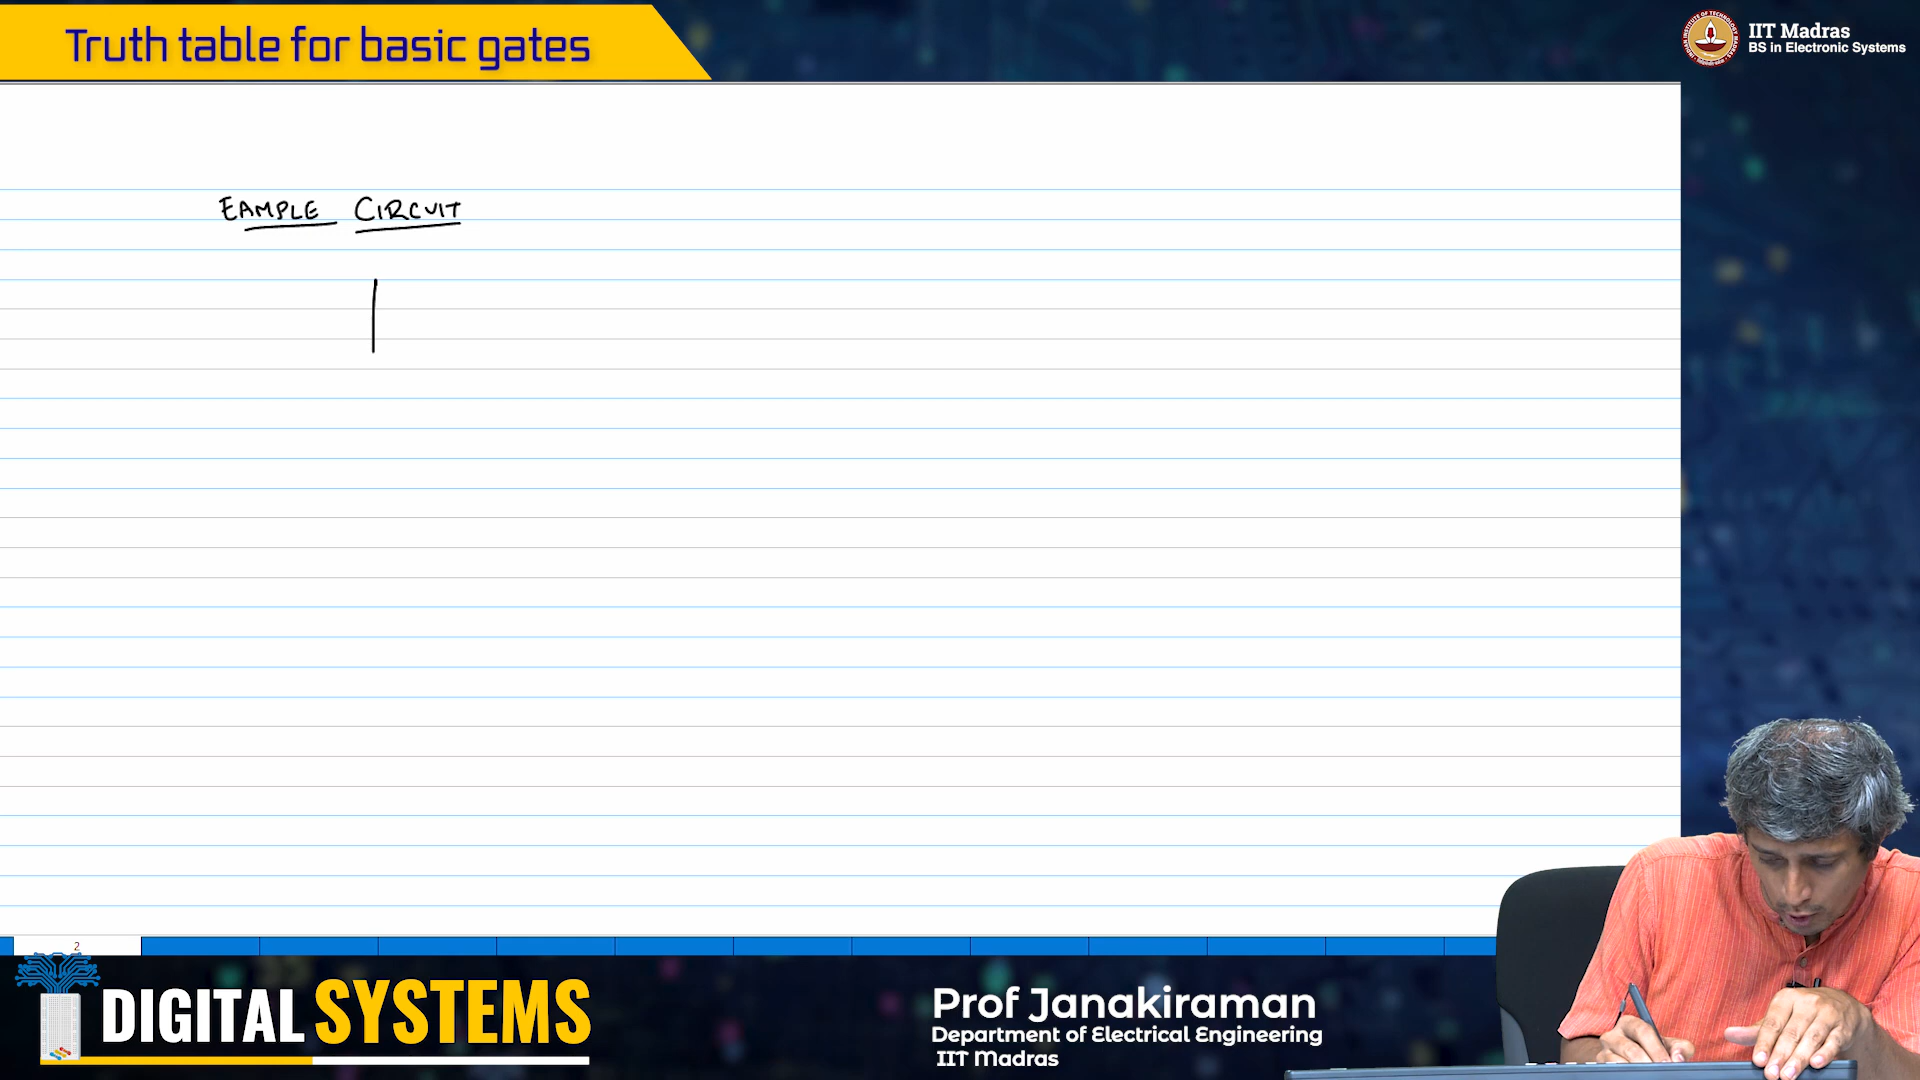 Truth table for basic gates
IIT Madras
BS in Electronic Systems
EAMPLE CIRCUIT
2
DIGITAL SYSTEMS
Prof Janakiraman
Department of Electrical Engineering
IIT Madras